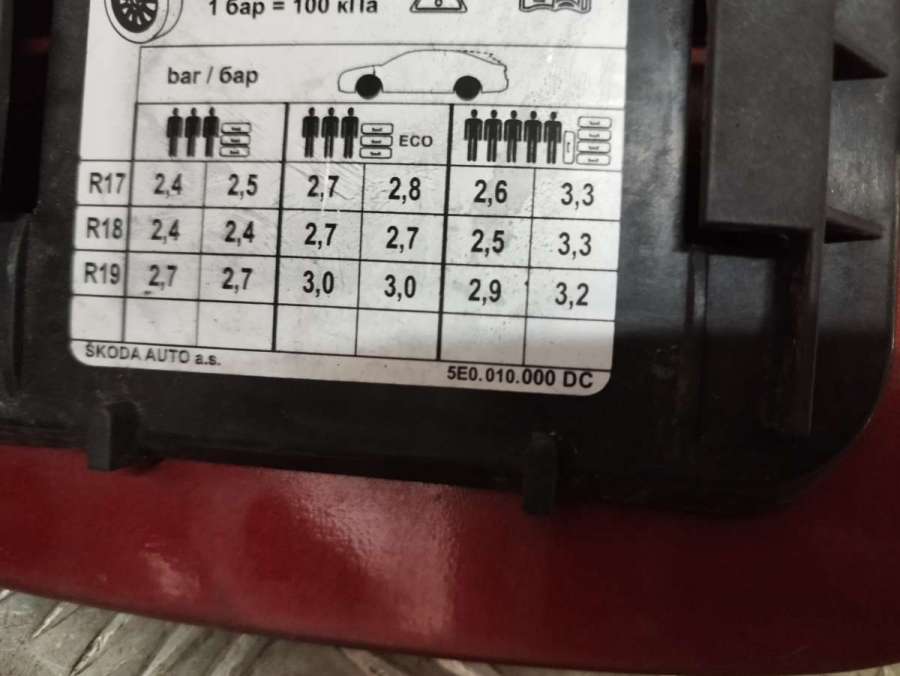 1 бар = 100 кПа
bar / бар
ECO
R17 2,4 2,5 2,7 2,8 2,6 3,3
R18 2,4 2,4 2,7 2,7 2,5 3,3
R19 2,7 2,7 3,0 3,0 2,9 3,2
ŠKODA AUTO a.s.
5E0.010.000 DC